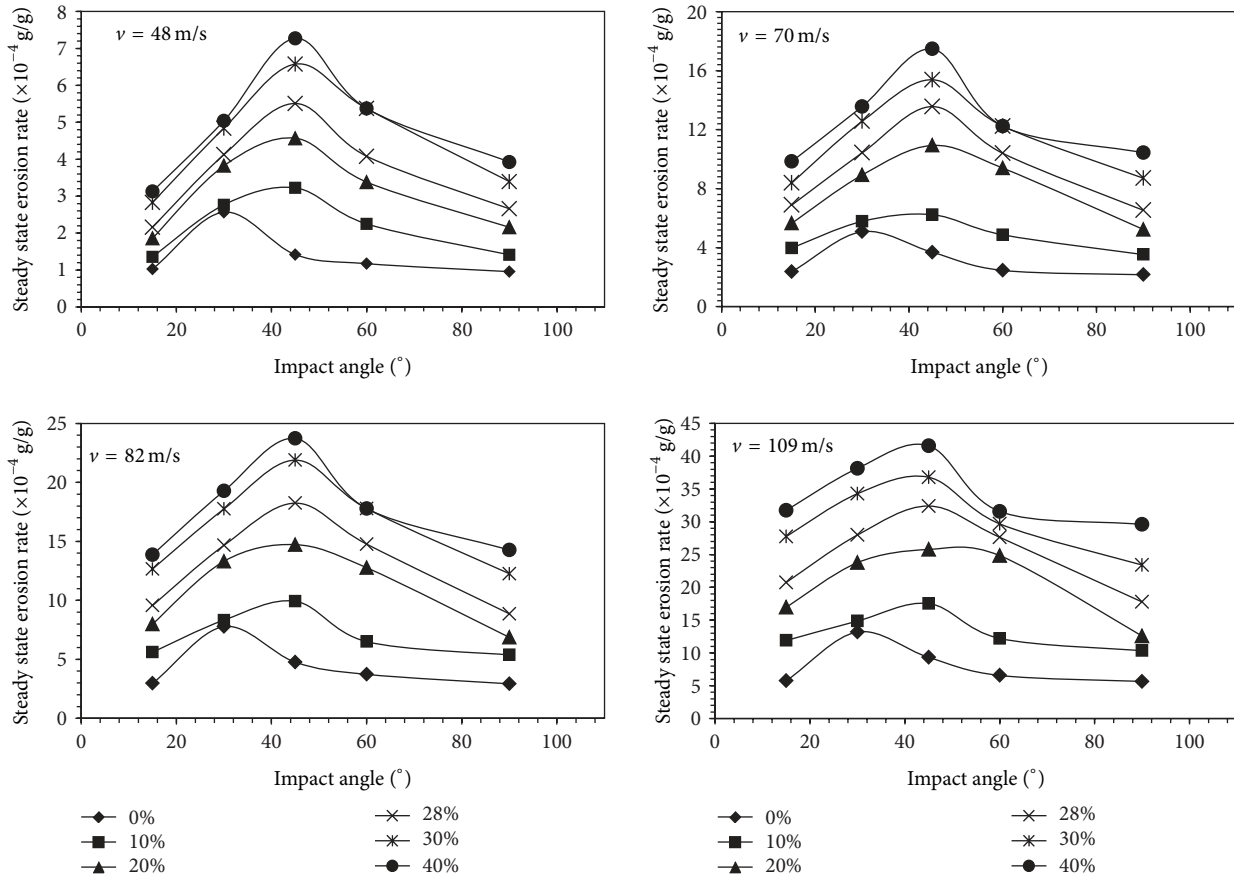 v = 48 m/s
Steady state erosion rate (×10⁻⁴ g/g)
8
7
6
5
4
3
2
1
0
0 20 40 60 80 100
Impact angle (°)
v = 70 m/s
Steady state erosion rate (×10⁻⁴ g/g)
20
16
12
8
4
0
0 20 40 60 80 100
Impact angle (°)
v = 82 m/s
Steady state erosion rate (×10⁻⁴ g/g)
25
20
15
10
5
0
0 20 40 60 80 100
Impact angle (°)
0%
10%
20%
28%
30%
40%
v = 109 m/s
Steady state erosion rate (×10⁻⁴ g/g)
45
40
35
30
25
20
15
10
5
0
0 20 40 60 80 100
Impact angle (°)
0%
10%
20%
28%
30%
40%